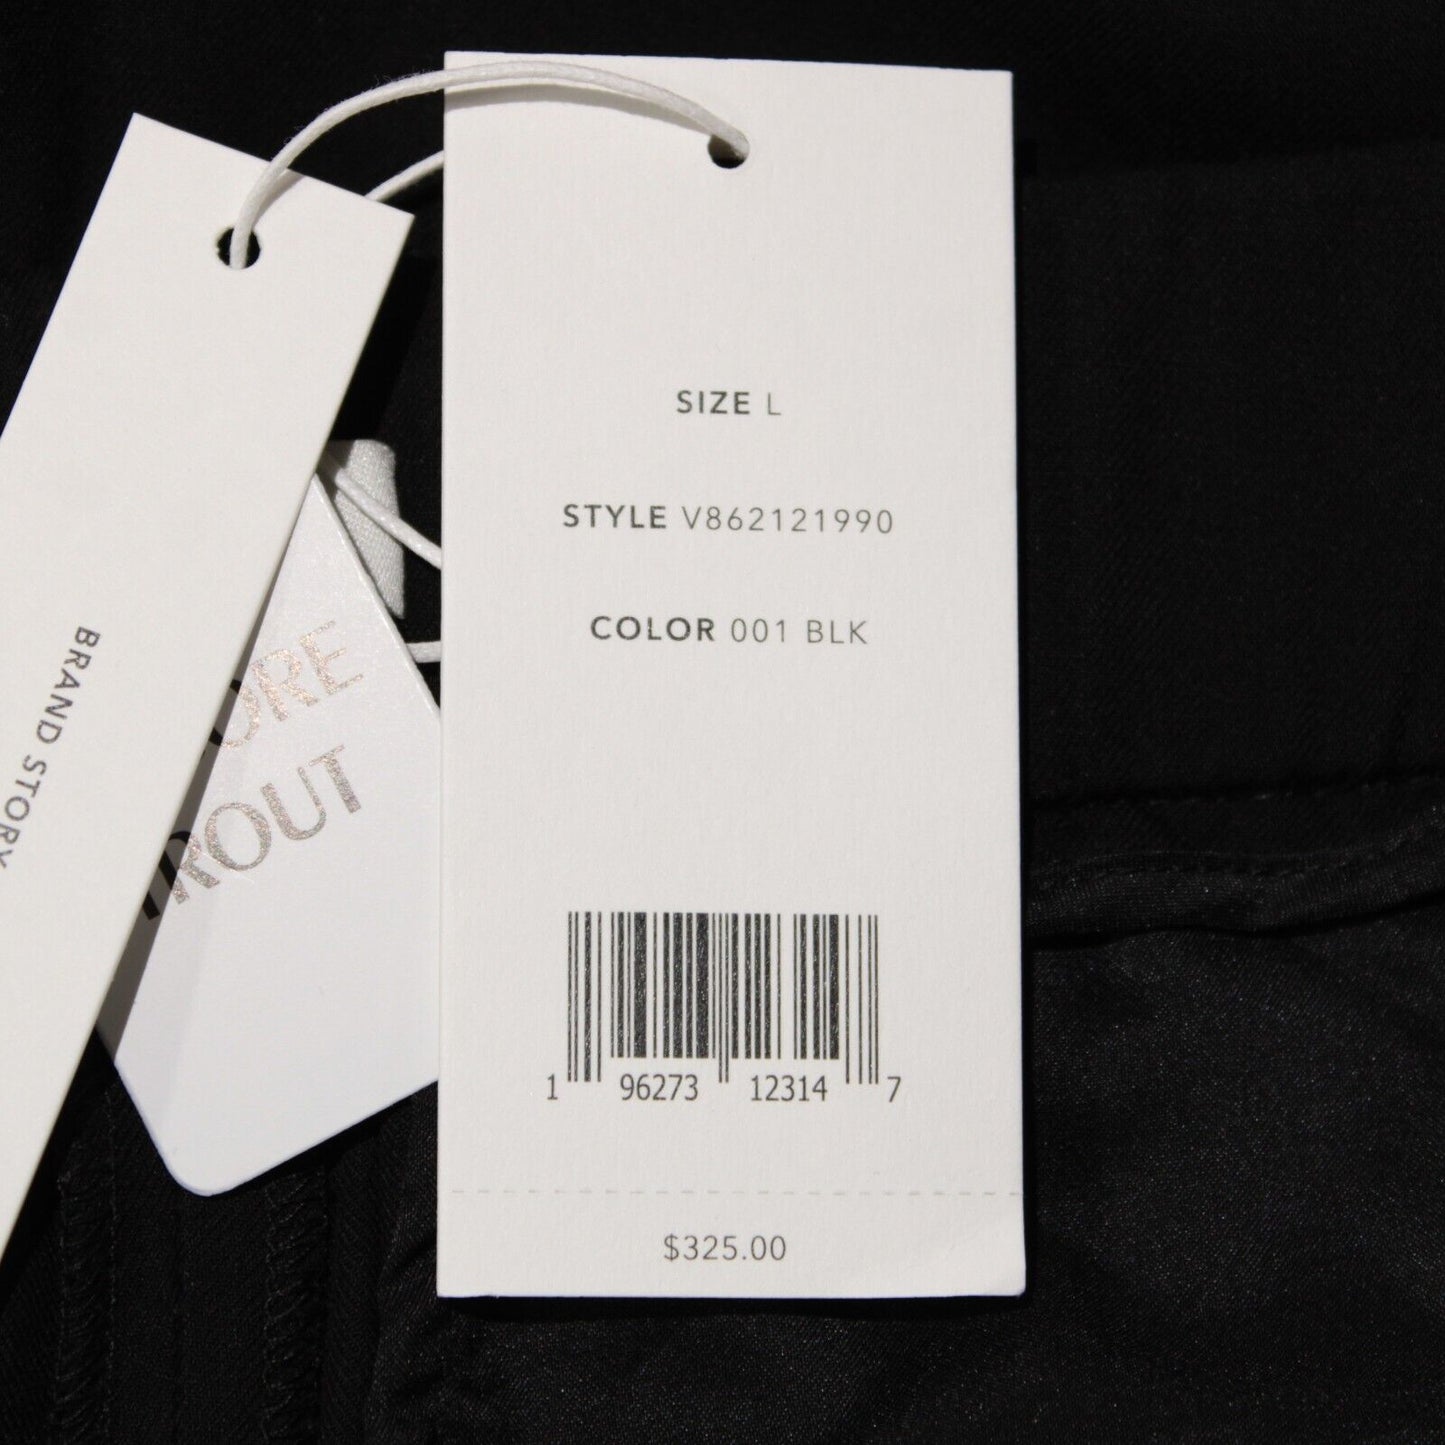 SIZE L
STYLE V862121990
COLOR 001 BLK
1 96273 12314 7
$325.00
BRAND STORY